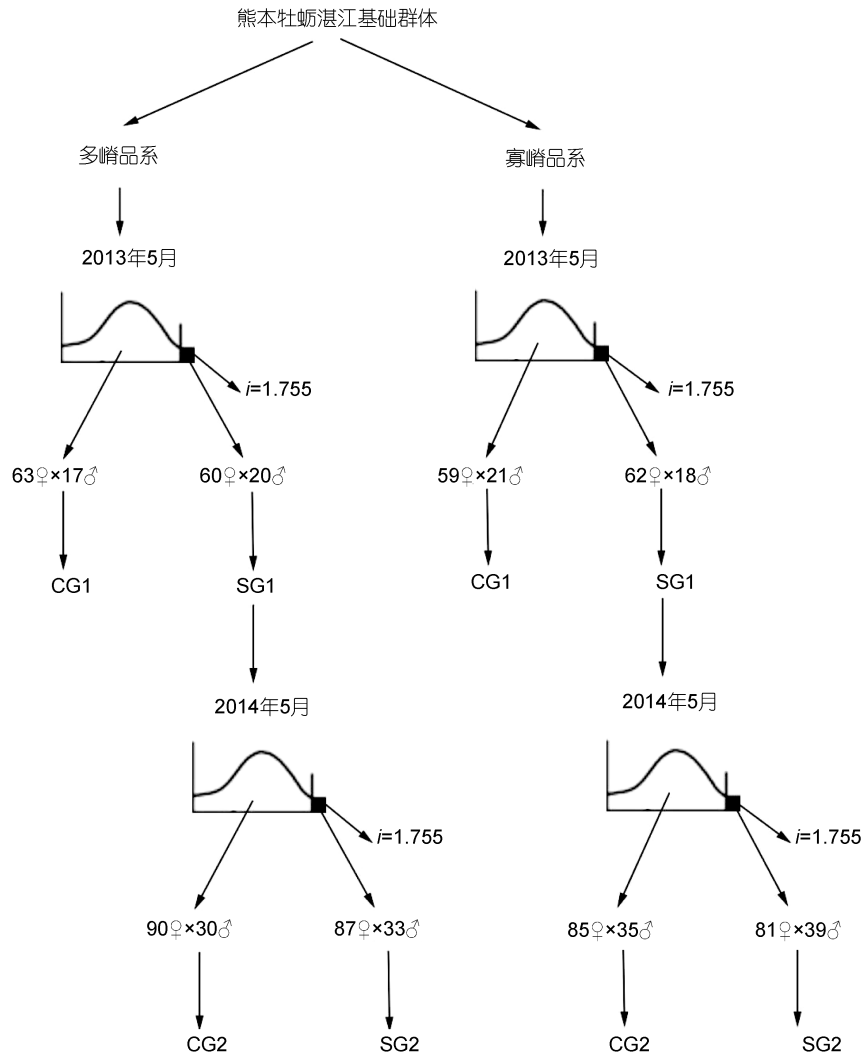 熊本牡蛎湛江基础群体
多嵴品系
寡嵴品系
2013年5月
2013年5月
i=1.755
i=1.755
63♀×17♂
60♀×20♂
59♀×21♂
62♀×18♂
CG1
SG1
CG1
SG1
2014年5月
2014年5月
i=1.755
i=1.755
90♀×30♂
87♀×33♂
85♀×35♂
81♀×39♂
CG2
SG2
CG2
SG2